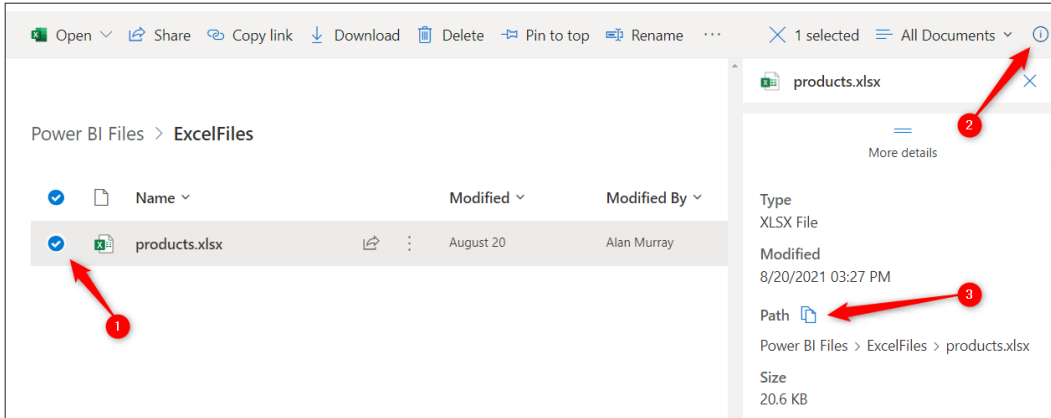 Open Share Copy link Download Delete Pin to top Rename ... 1 selected All Documents
products.xlsx
2
More details
Power BI Files > ExcelFiles
Name Modified Modified By
products.xlsx August 20 Alan Murray
1
Type
XLSX File
Modified
8/20/2021 03:27 PM
3
Path
Power BI Files > ExcelFiles > products.xlsx
Size
20.6 KB